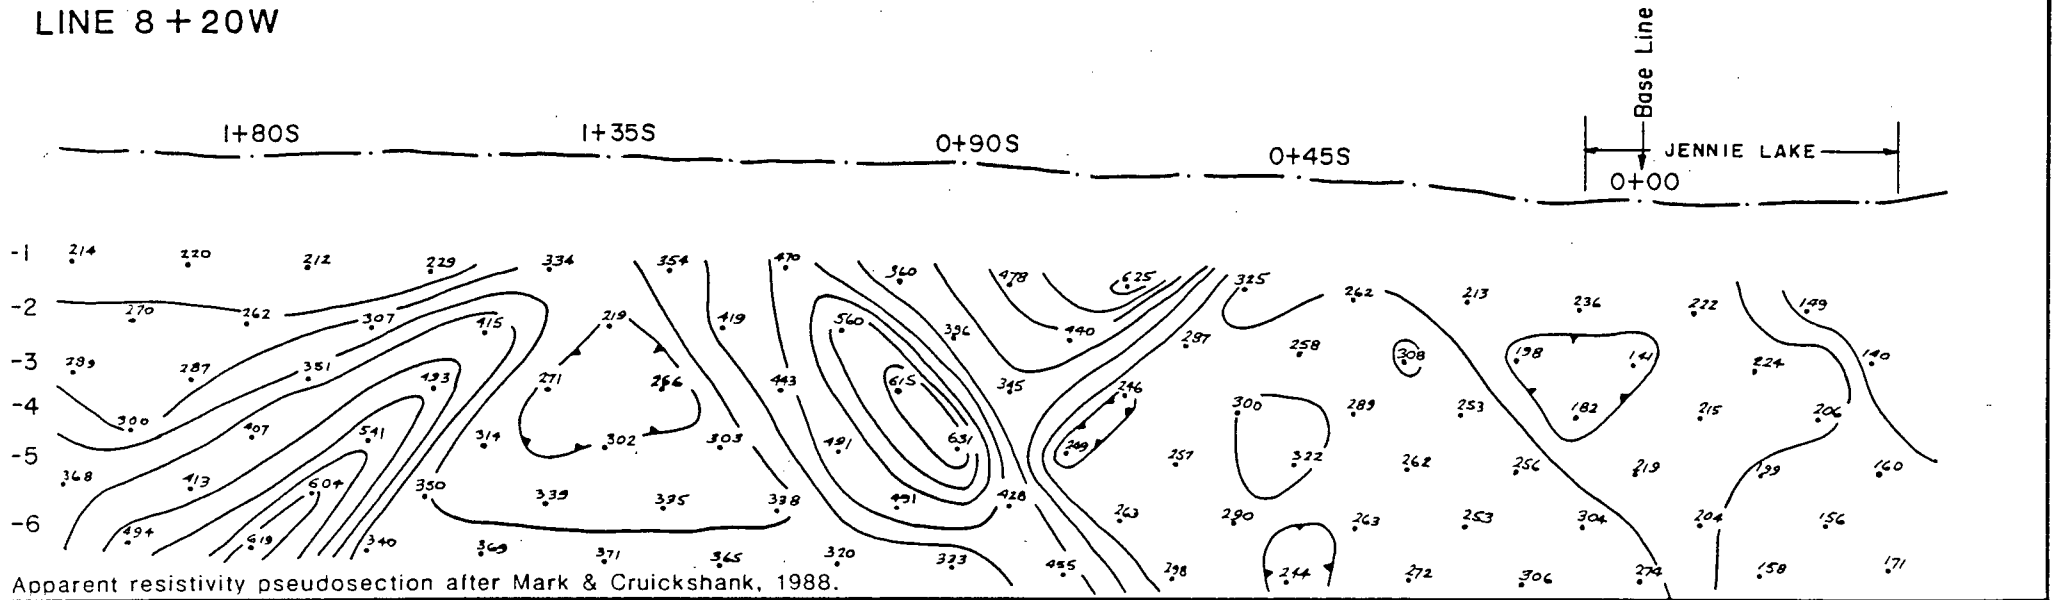 LINE 8+20W
Base Line
1+80S 1+35S 0+90S 0+45S JENNIE LAKE
0+00
-1 214 220 212 229 334 354 470 360 478 625 325 262 213 236 222 149
-2 270 262 307 415 219 419 560 396 440 287 258 308 198 141 224 140
-3 289 287 351 493 271 266 443 615 345 246 300 289 253 182 215 206
-4 300 407 541 314 302 303 491 631 249 257 322 262 256 219 199 160
-5 368 413 604 350 339 338 491 428 263 290 263 253 304 204 156
-6 494 619 340 369 371 365 320 323 455 298 244 272 306 274 158 171
Apparent resistivity pseudosection after Mark & Cruickshank, 1988.